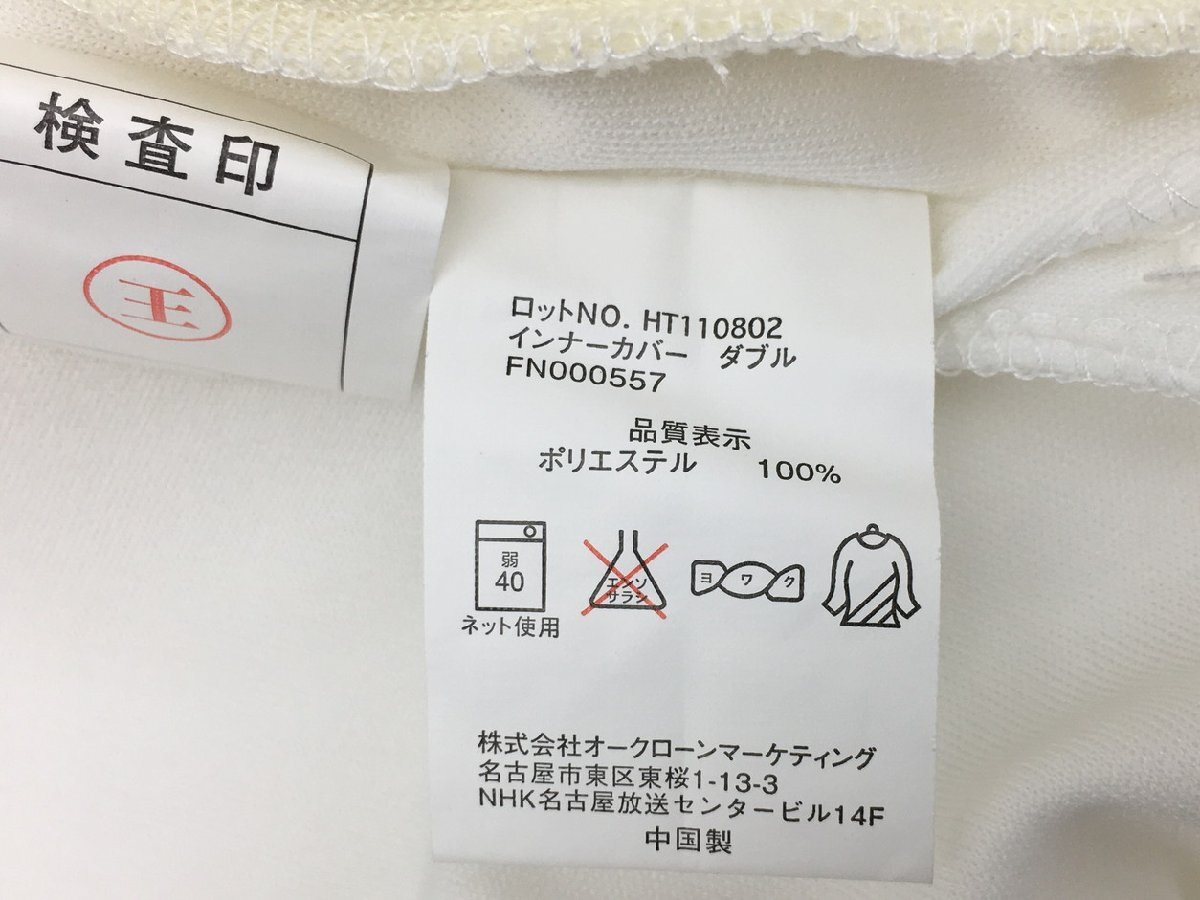 検査印
王
ロットNO. HT110802
インナーカバー　ダブル
FN000557
品質表示
ポリエステル　100%
弱
40
ネット使用
エンソ
サラシ
ヨワク
株式会社オークローンマーケティング
名古屋市東区東桜1-13-3
NHK名古屋放送センタービル14F
中国製